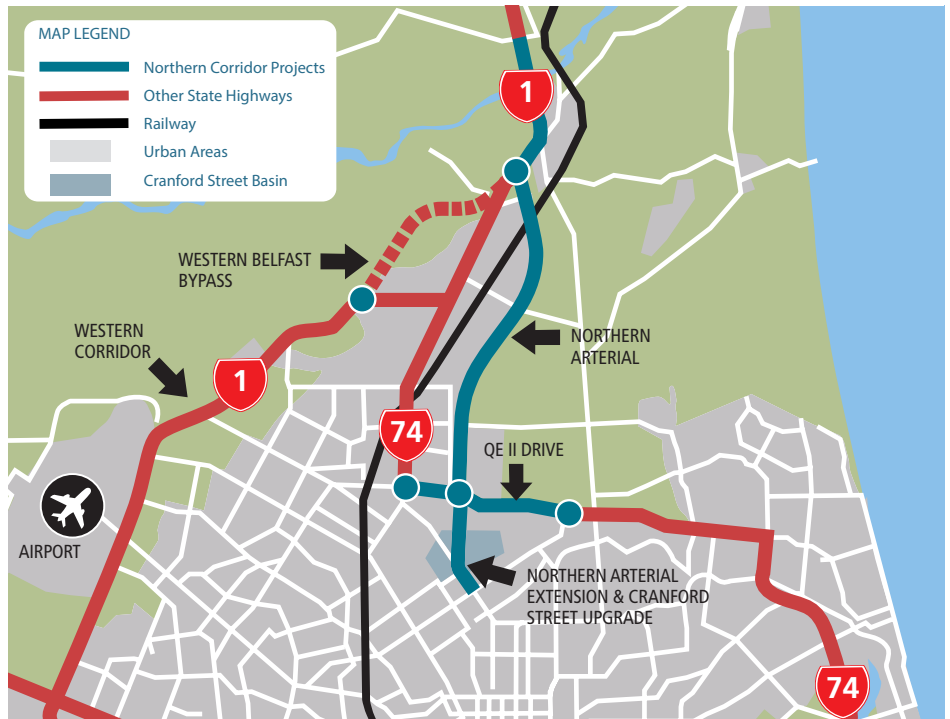 MAP LEGEND
Northern Corridor Projects
Other State Highways
Railway
Urban Areas
Cranford Street Basin
1
WESTERN BELFAST
BYPASS
WESTERN
CORRIDOR
NORTHERN
ARTERIAL
1
74
QE II DRIVE
AIRPORT
NORTHERN ARTERIAL
EXTENSION & CRANFORD
STREET UPGRADE
74